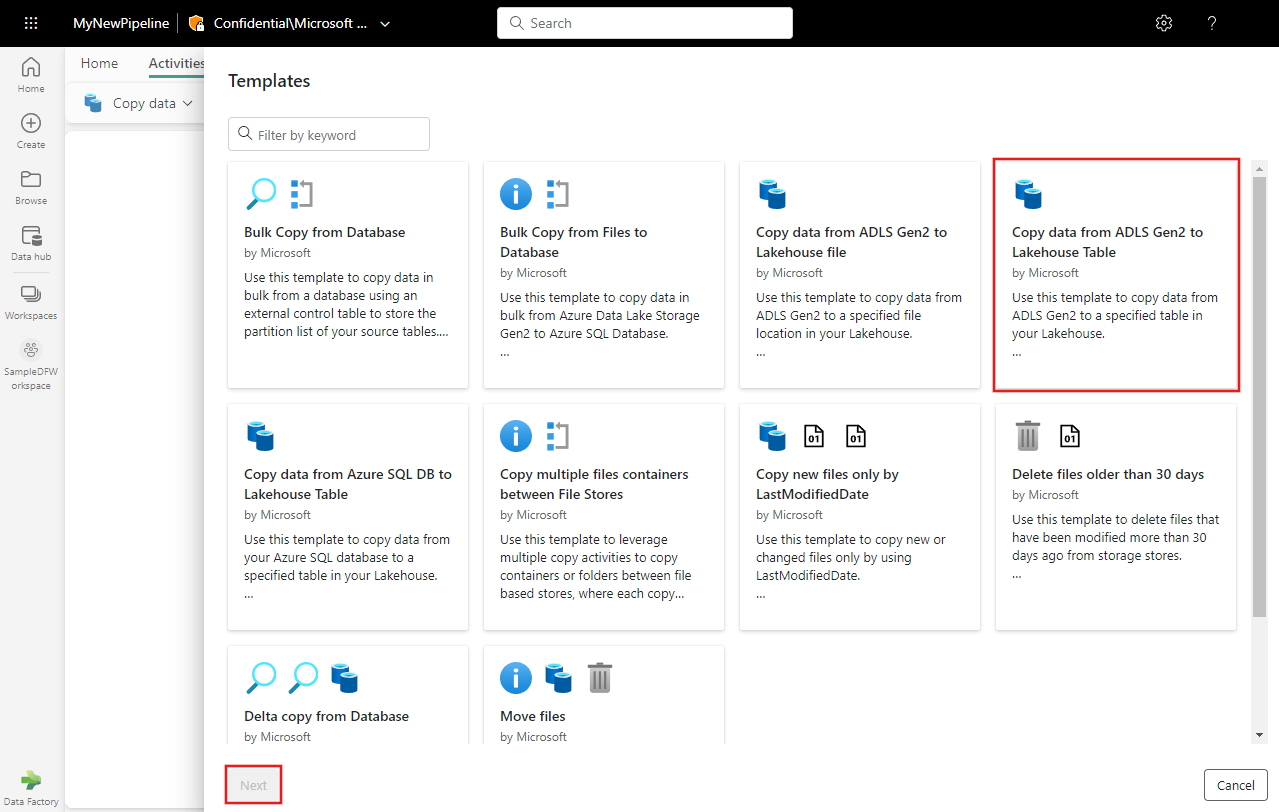 MyNewPipeline
Confidential\Microsoft ...
Search
?
Home
Create
Browse
Data hub
Workspaces
SampleDFW
orkspace
Data Factory
Home
Activities
Copy data
Templates
Filter by keyword
Bulk Copy from Database
by Microsoft
Use this template to copy data in
bulk from a database using an
external control table to store the
partition list of your source tables....
Bulk Copy from Files to
Database
by Microsoft
Use this template to copy data in
bulk from Azure Data Lake Storage
Gen2 to Azure SQL Database.
...
Copy data from ADLS Gen2 to
Lakehouse file
by Microsoft
Use this template to copy data from
ADLS Gen2 to a specified file
location in your Lakehouse.
...
Copy data from ADLS Gen2 to
Lakehouse Table
by Microsoft
Use this template to copy data from
ADLS Gen2 to a specified table in
your Lakehouse.
...
Copy data from Azure SQL DB to
Lakehouse Table
by Microsoft
Use this template to copy data from
your Azure SQL database to a
specified table in your Lakehouse.
...
Copy multiple files containers
between File Stores
by Microsoft
Use this template to leverage
multiple copy activities to copy
containers or folders between file
based stores, where each copy...
01 01
Copy new files only by
LastModifiedDate
by Microsoft
Use this template to copy new or
changed files only by using
LastModifiedDate.
...
01
Delete files older than 30 days
by Microsoft
Use this template to delete files that
have been modified more than 30
days ago from storage stores.
...
Delta copy from Database
by Microsoft
Move files
by Microsoft
Next
Cancel